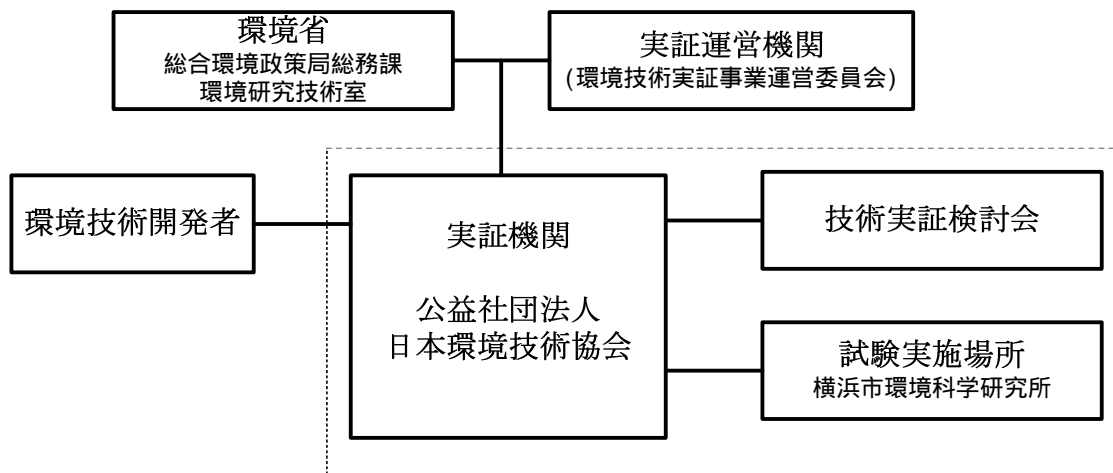 環境省
総合環境政策局総務課
環境研究技術室
実証運営機関
(環境技術実証事業運営委員会)
環境技術開発者
実証機関
公益社団法人
日本環境技術協会
技術実証検討会
試験実施場所
横浜市環境科学研究所